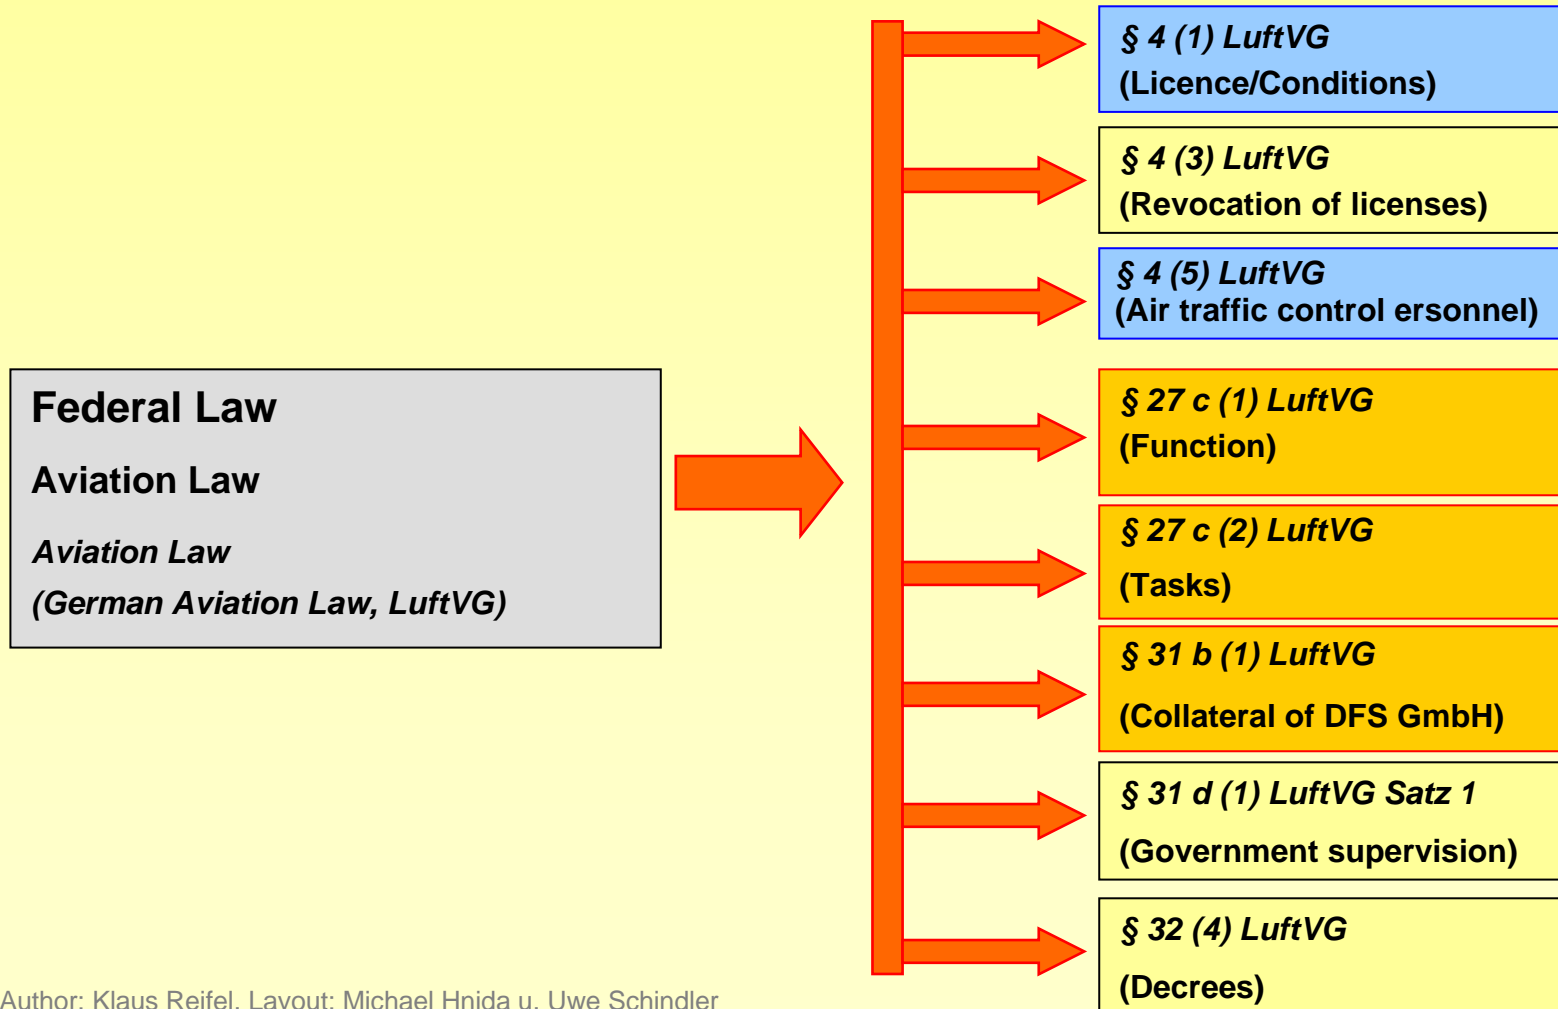 Federal Law
Aviation Law
Aviation Law
(German Aviation Law, LuftVG)
§ 4 (1) LuftVG
(Licence/Conditions)
§ 4 (3) LuftVG
(Revocation of licenses)
§ 4 (5) LuftVG
(Air traffic control ersonnel)
§ 27 c (1) LuftVG
(Function)
§ 27 c (2) LuftVG
(Tasks)
§ 31 b (1) LuftVG
(Collateral of DFS GmbH)
§ 31 d (1) LuftVG Satz 1
(Government supervision)
§ 32 (4) LuftVG
(Decrees)
Author: Klaus Reifel, Layout: Michael Hnida u. Uwe Schindler